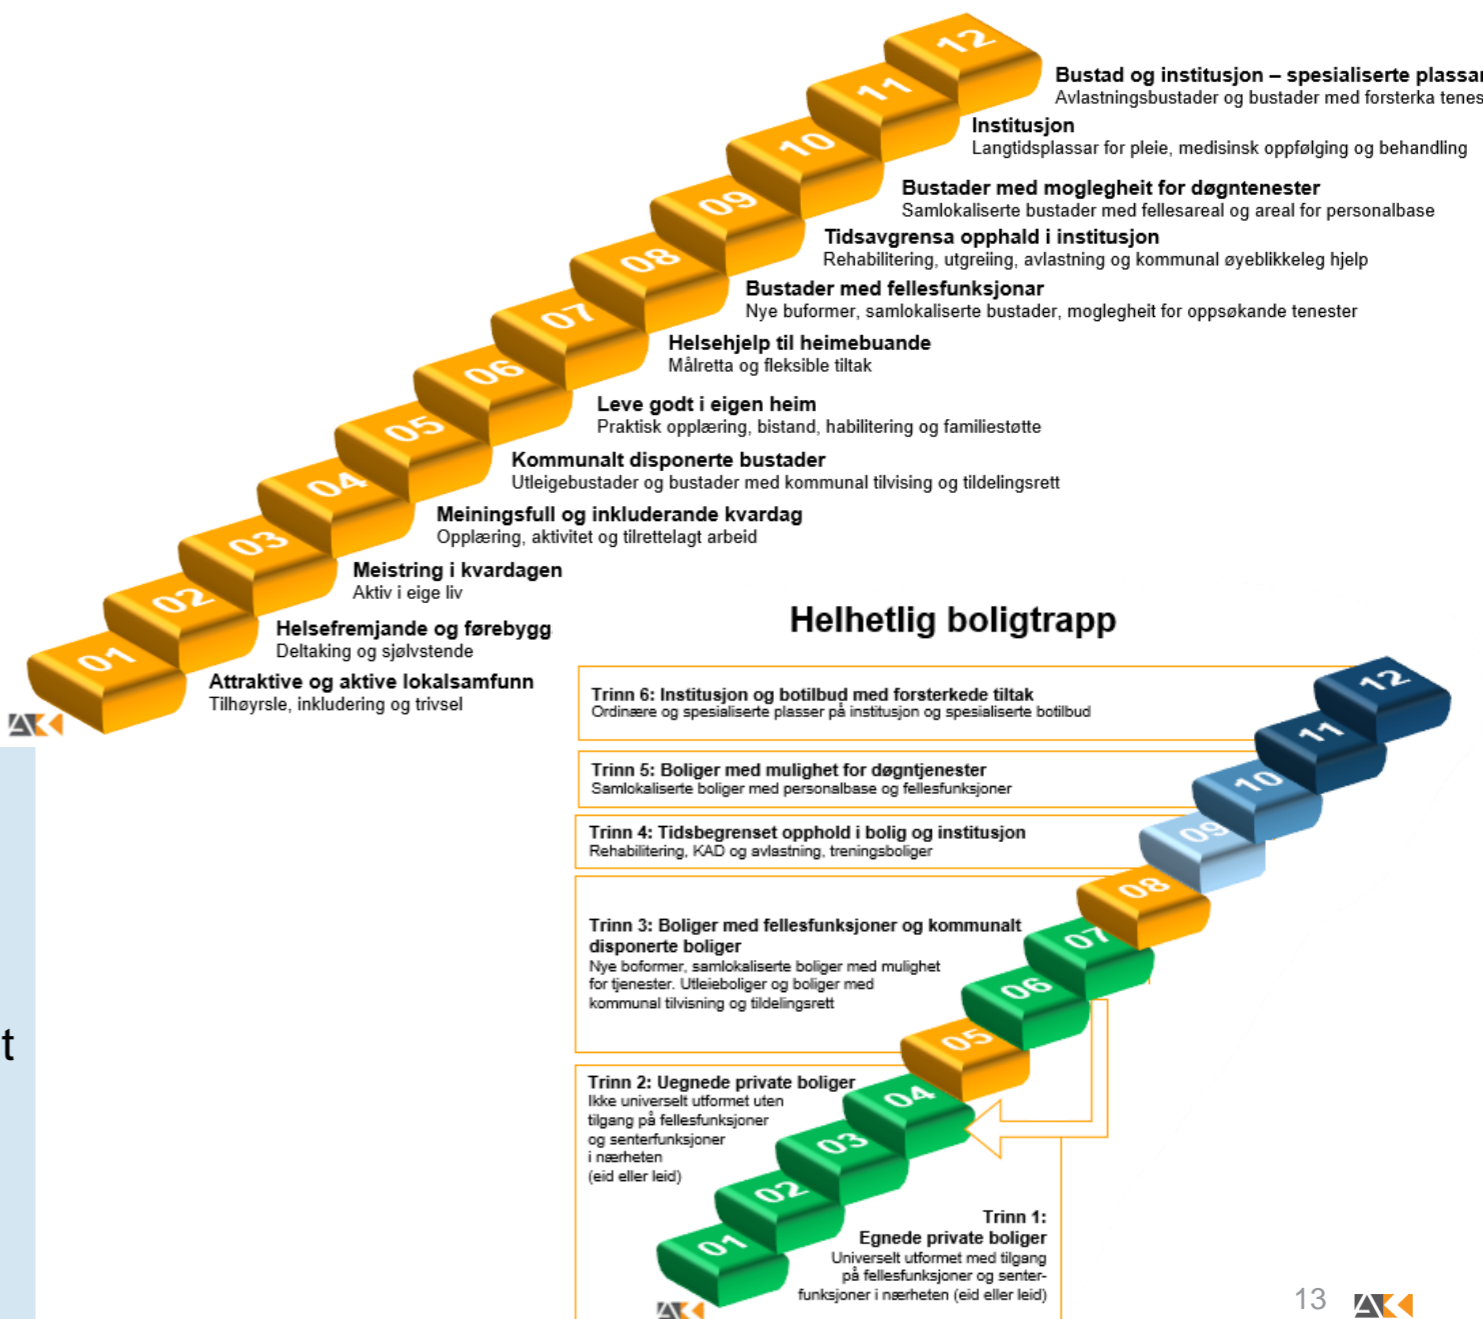 12
Bustad og institusjon – spesialiserte plassar
Avlastningsbustader og bustader med forsterka tenes
11
Institusjon
Langtidsplassar for pleie, medisinsk oppfølging og behandling
10
Bustader med moglegheit for døgntenester
Samlokaliserte bustader med fellesareal og areal for personalbase
09
Tidsavgrensa opphald i institusjon
Rehabilitering, utgreiing, avlastning og kommunal øyeblikkeleg hjelp
08
Bustader med fellesfunksjonar
Nye buformer, samlokaliserte bustader, moglegheit for oppsøkande tenester
07
Helsehjelp til heimebuande
Målretta og fleksible tiltak
06
Leve godt i eigen heim
Praktisk opplæring, bistand, habilitering og familiestøtte
05
Kommunalt disponerte bustader
Utleigebustader og bustader med kommunal tilvising og tildelingsrett
04
Meiningsfull og inkluderande kvardag
Opplæring, aktivitet og tilrettelagt arbeid
03
Meistring i kvardagen
Aktiv i eige liv
02
Helsefremjande og førebygg
Deltaking og sjølvstende
01
Attraktive og aktive lokalsamfunn
Tilhøyrsle, inkludering og trivsel
t
Helhetlig boligtrapp
12
Trinn 6: Institusjon og botilbud med forsterkede tiltak
Ordinære og spesialiserte plasser på institusjon og spesialiserte botilbud
11
Trinn 5: Boliger med mulighet for døgntjenester
Samlokaliserte boliger med personalbase og fellesfunksjoner
10
Trinn 4: Tidsbegrenset opphold i bolig og institusjon
Rehabilitering, KAD og avlastning, treningsboliger
09
08
Trinn 3: Boliger med fellesfunksjoner og kommunalt
disponerte boliger
Nye boformer, samlokaliserte boliger med mulighet
for tjenester. Utleieboliger og boliger med
kommunal tilvisning og tildelingsrett
07
06
05
Trinn 2: Uegnede private boliger
Ikke universelt utformet uten
tilgang på fellesfunksjoner
og senterfunksjoner
i nærheten
(eid eller leid)
04
03
02
01
Trinn 1:
Egnede private boliger
Universelt utformet med tilgang
på fellesfunksjoner og senter-
funksjoner i nærheten (eid eller leid)
13